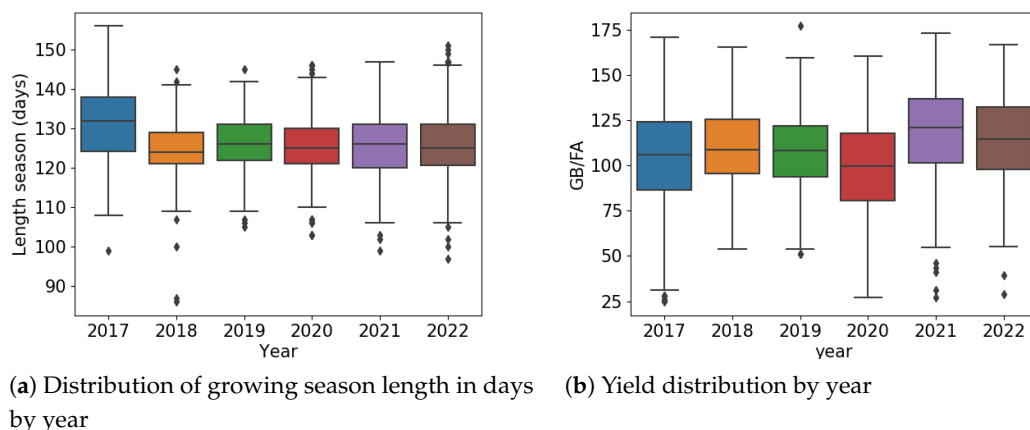 150
140
130
120
110
100
90
Length season (days)
2017 2018 2019 2020 2021 2022
Year
175
150
125
100
75
50
25
GB/FA
2017 2018 2019 2020 2021 2022
year
(a) Distribution of growing season length in days
by year
(b) Yield distribution by year